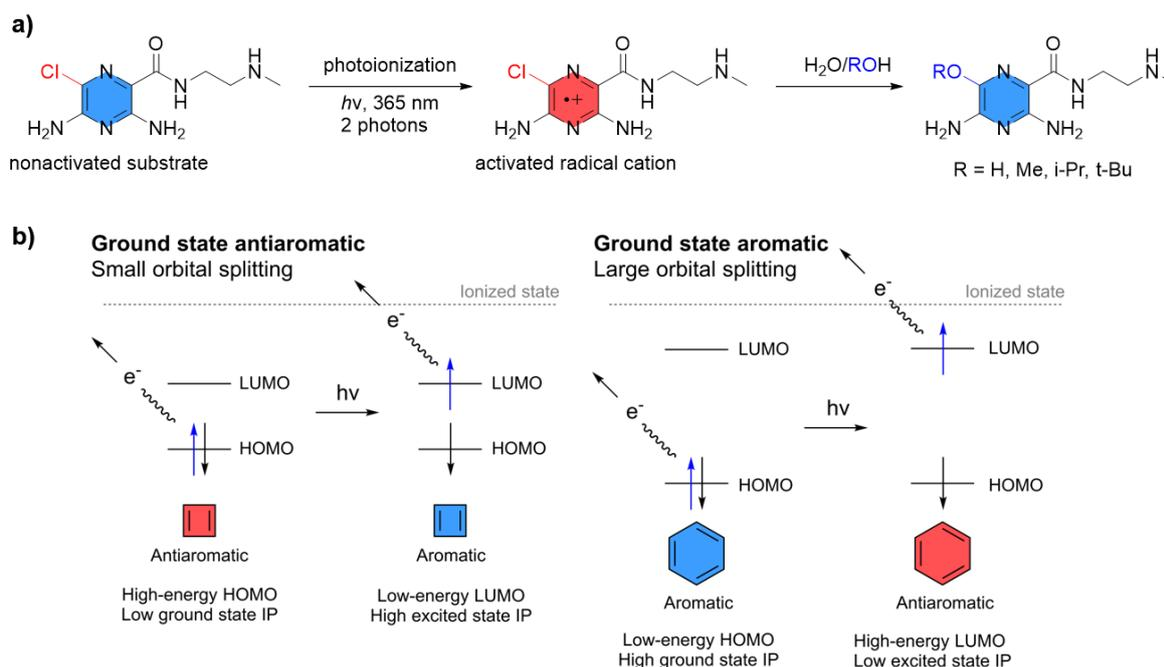 a)
Cl
N
N
O
N
H
H
N
H₂N
NH₂
nonactivated substrate
photoionization
hν, 365 nm
2 photons
Cl
N
N
•+
O
N
H
H
N
H₂N
NH₂
activated radical cation
H₂O/ROH
RO
N
N
O
N
H
H
N
H₂N
NH₂
R = H, Me, i-Pr, t-Bu
b)
Ground state antiaromatic
Small orbital splitting
Ionized state
e⁻
e⁻
LUMO
HOMO
hν
LUMO
HOMO
Antiaromatic
Aromatic
High-energy HOMO
Low ground state IP
Low-energy LUMO
High excited state IP
Ground state aromatic
Large orbital splitting
Ionized state
e⁻
e⁻
LUMO
HOMO
hν
LUMO
HOMO
Aromatic
Antiaromatic
Low-energy HOMO
High ground state IP
High-energy LUMO
Low excited state IP